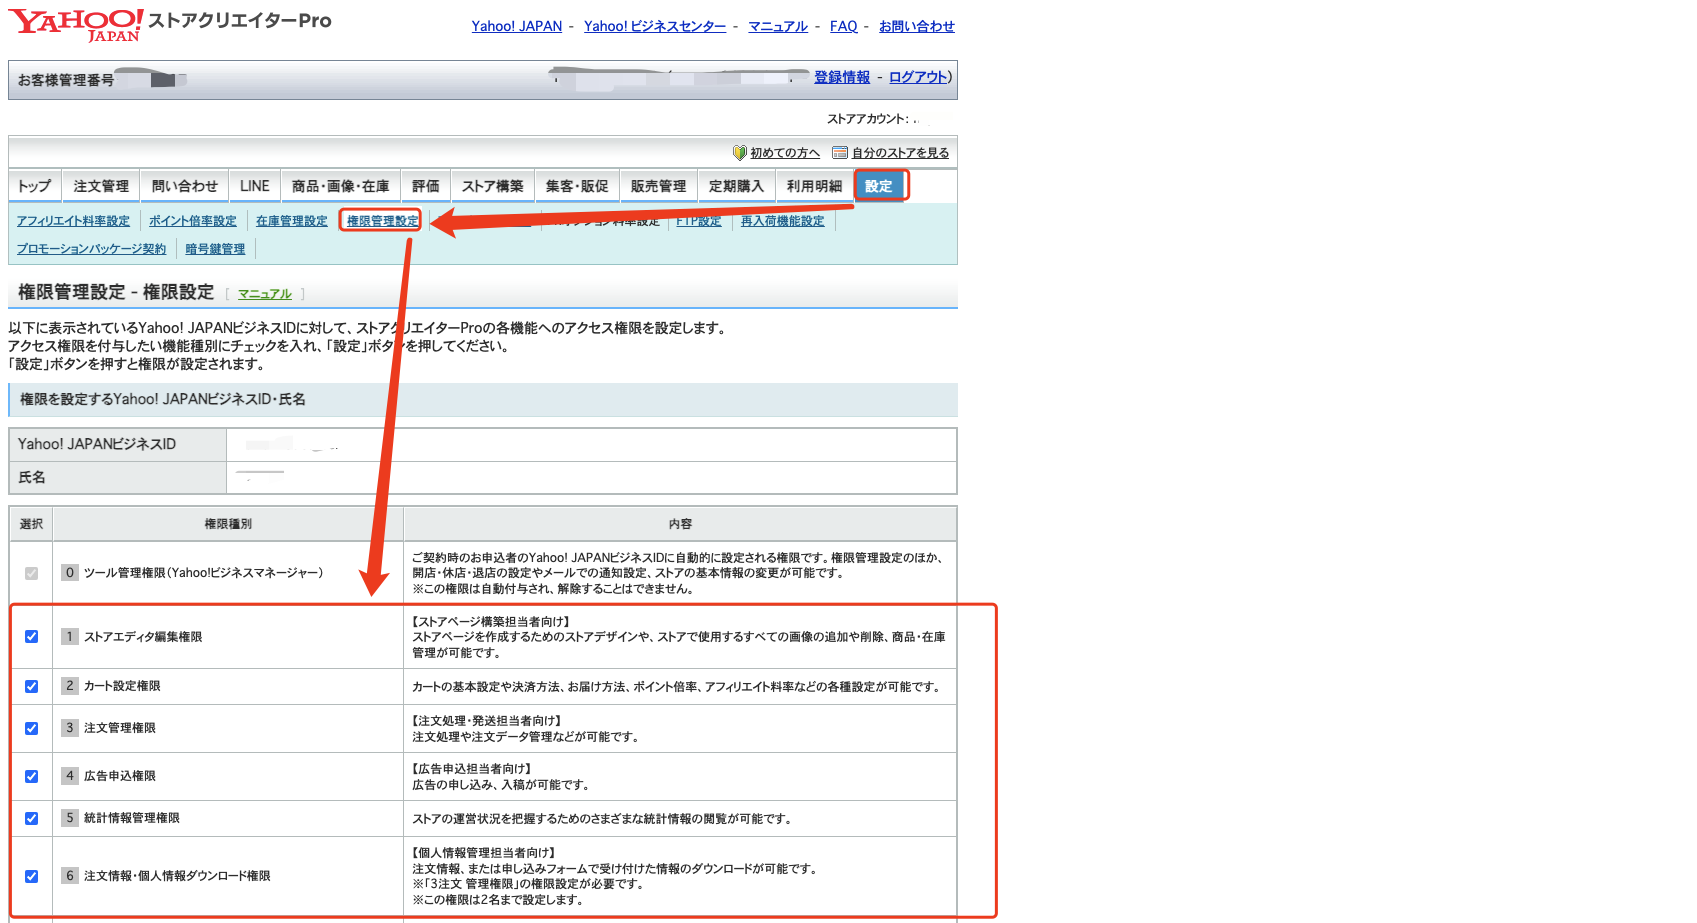 YAHOO! JAPAN ストアクリエイターPro
Yahoo! JAPAN - Yahoo! ビジネスセンター - マニュアル - FAQ - お問い合わせ
お客様管理番号
登録情報 - ログアウト)
ストアアカウント:
初めての方へ 自分のストアを見る
トップ 注文管理 問い合わせ LINE 商品・画像・在庫 評価 ストア構築 集客・販促 販売管理 定期購入 利用明細 設定
アフィリエイト料率設定 ポイント倍率設定 在庫管理設定 権限管理設定 FTP設定 再入荷機能設定
プロモーションパッケージ契約 暗号鍵管理
権限管理設定 - 権限設定 [ マニュアル ]
以下に表示されているYahoo! JAPANビジネスIDに対して、ストアクリエイターProの各機能へのアクセス権限を設定します。
アクセス権限を付与したい機能種別にチェックを入れ、「設定」ボタンを押してください。
「設定」ボタンを押すと権限が設定されます。
権限を設定するYahoo! JAPANビジネスID・氏名
Yahoo! JAPANビジネスID
氏名
選択 権限種別 内容
0 ツール管理権限(Yahoo!ビジネスマネージャー)
ご契約時のお申込者のYahoo! JAPANビジネスIDに自動的に設定される権限です。権限管理設定のほか、
開店・休店・退店の設定やメールでの通知設定、ストアの基本情報の変更が可能です。
※この権限は自動付与され、解除することはできません。
1 ストアエディタ編集権限
【ストアページ構築担当者向け】
ストアページを作成するためのストアデザインや、ストアで使用するすべての画像の追加や削除、商品・在庫
管理が可能です。
2 カート設定権限
カートの基本設定や決済方法、お届け方法、ポイント倍率、アフィリエイト料率などの各種設定が可能です。
3 注文管理権限
【注文処理・発送担当者向け】
注文処理や注文データ管理などが可能です。
4 広告申込権限
【広告申込担当者向け】
広告の申し込み、入稿が可能です。
5 統計情報管理権限
ストアの運営状況を把握するためのさまざまな統計情報の閲覧が可能です。
6 注文情報・個人情報ダウンロード権限
【個人情報管理担当者向け】
注文情報、または申し込みフォームで受け付けた情報のダウンロードが可能です。
※「3注文 管理権限」の権限設定が必要です。
※この権限は2名まで設定します。